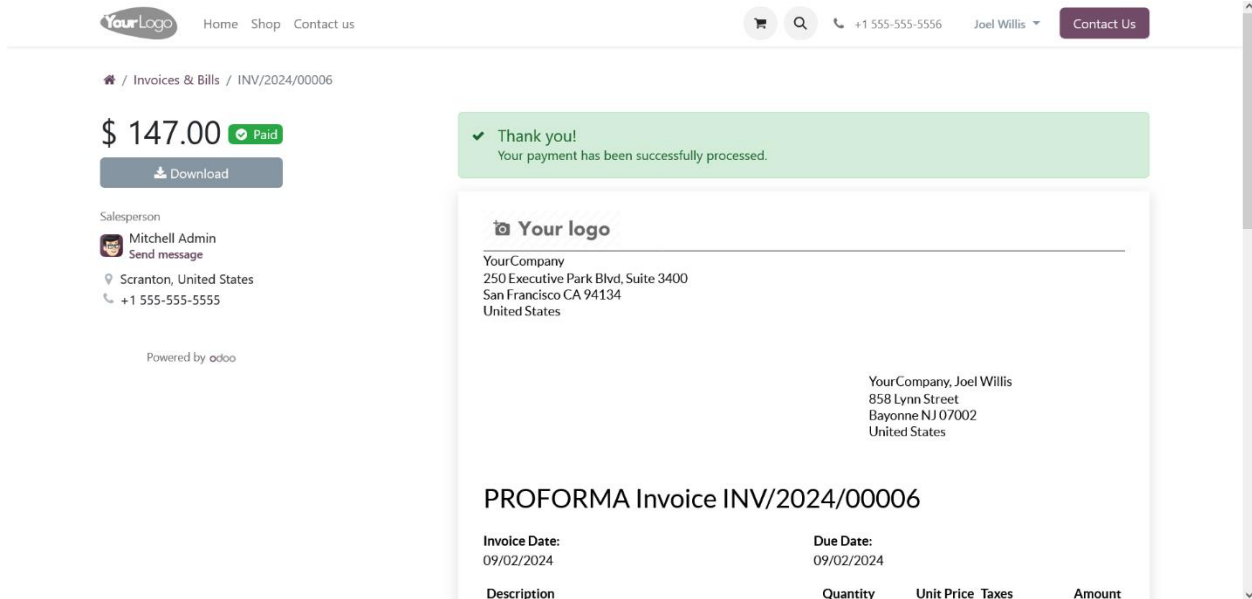 YourLogo
Home Shop Contact us
+1 555-555-5556
Joel Willis
Contact Us
/ Invoices & Bills / INV/2024/00006
$ 147.00 Paid
Download
Salesperson
Mitchell Admin
Send message
Scranton, United States
+1 555-555-5555
Powered by odoo
Thank you!
Your payment has been successfully processed.
Your logo
YourCompany
250 Executive Park Blvd, Suite 3400
San Francisco CA 94134
United States
YourCompany, Joel Willis
858 Lynn Street
Bayonne NJ 07002
United States
PROFORMA Invoice INV/2024/00006
Invoice Date: Due Date:
09/02/2024 09/02/2024
Description Quantity Unit Price Taxes Amount